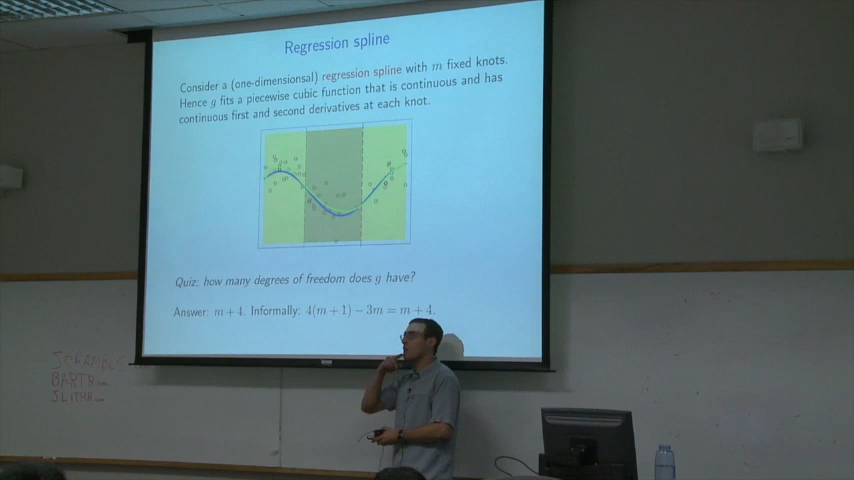 Regression spline
Consider a (one-dimensionsal) regression spline with m fixed knots.
Hence g fits a piecewise cubic function that is continuous and has
continuous first and second derivatives at each knot.
Quiz: how many degrees of freedom does g have?
Answer: m + 4. Informally: 4(m + 1) − 3m = m + 4.